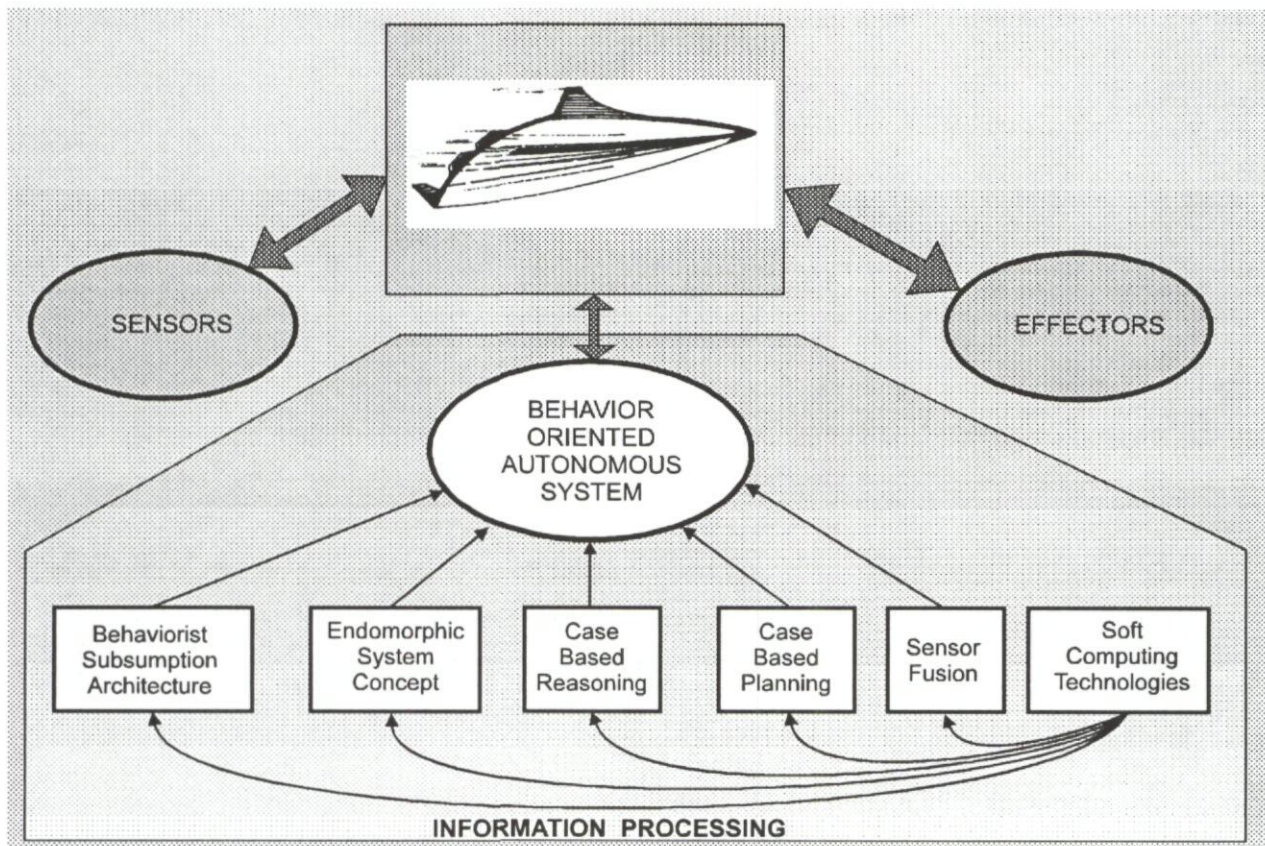 SENSORS
EFFECTORS
BEHAVIOR
ORIENTED
AUTONOMOUS
SYSTEM
Behaviorist
Subsumption
Architecture
Endomorphic
System
Concept
Case
Based
Reasoning
Case
Based
Planning
Sensor
Fusion
Soft
Computing
Technologies
INFORMATION PROCESSING